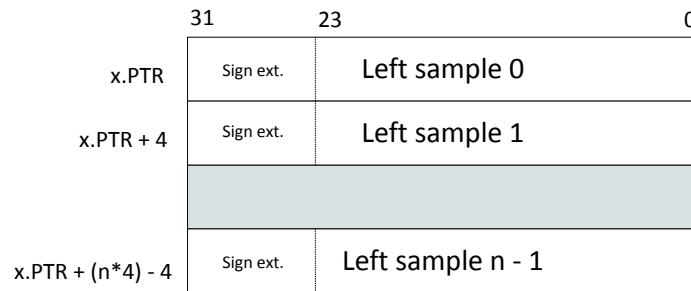 31 23 0
x.PTR Sign ext. Left sample 0
x.PTR + 4 Sign ext. Left sample 1
x.PTR + (n*4) - 4 Sign ext. Left sample n - 1